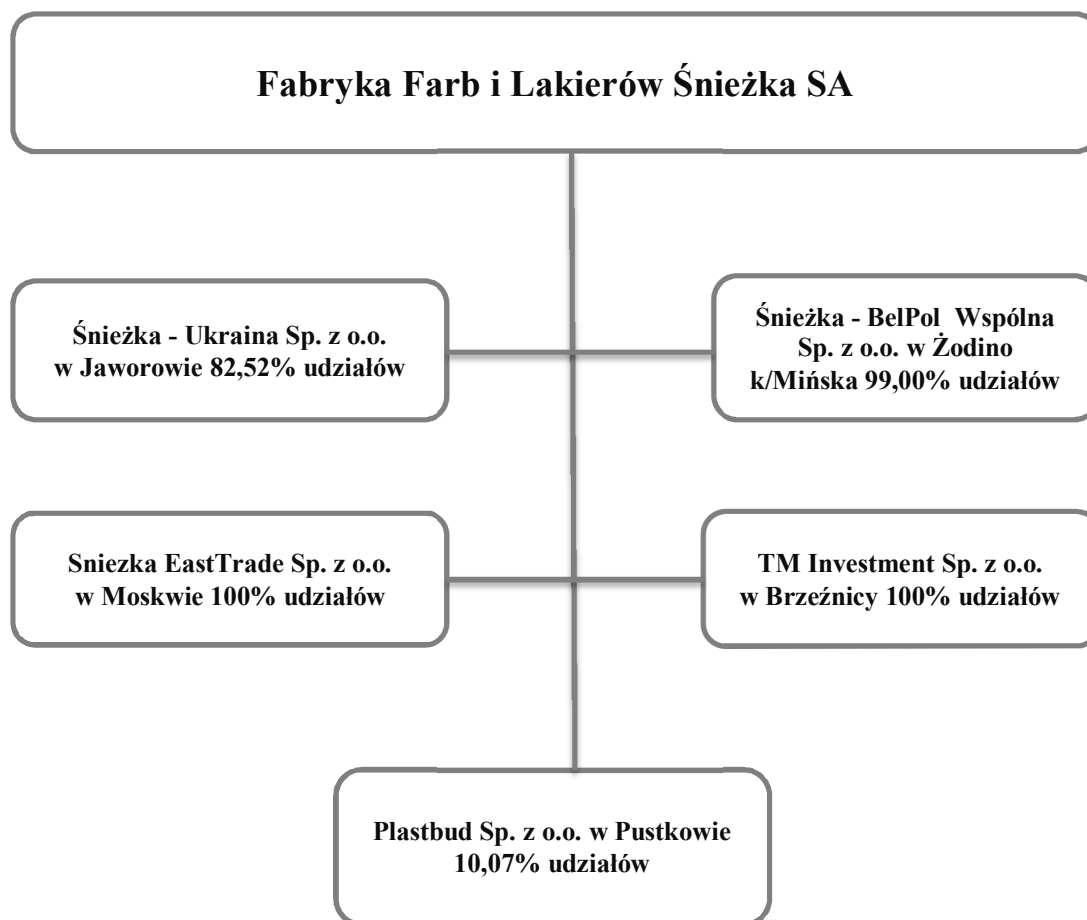 Fabryka Farb i Lakierów Śnieżka SA
Śnieżka - Ukraina Sp. z o.o.
w Jaworowie 82,52% udziałów
Śnieżka - BelPol Wspólna
Sp. z o.o. w Żodino
k/Mińska 99,00% udziałów
Sniezka EastTrade Sp. z o.o.
w Moskwie 100% udziałów
TM Investment Sp. z o.o.
w Brzeźnicy 100% udziałów
Plastbud Sp. z o.o. w Pustkowie
10,07% udziałów